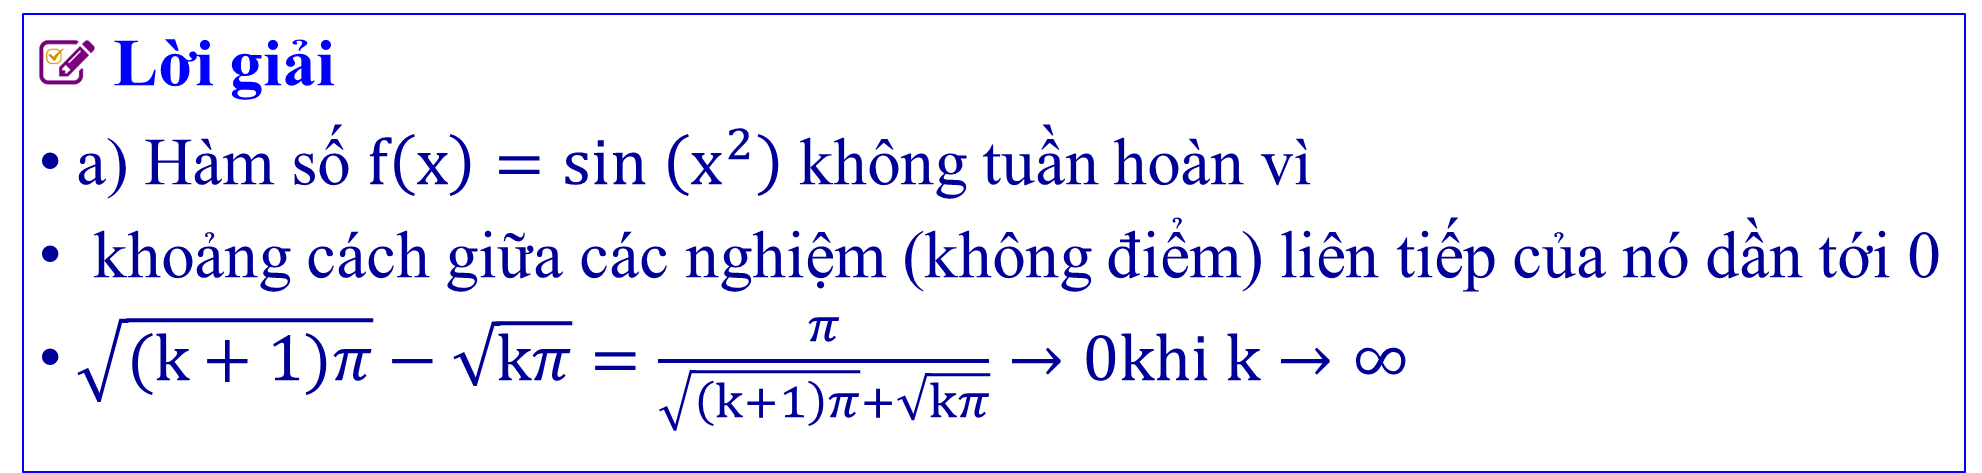 Lời giải
• a) Hàm số f(x) = sin (x²) không tuần hoàn vì
• khoảng cách giữa các nghiệm (không điểm) liên tiếp của nó dần tới 0
• √((k + 1)π) − √(kπ) = π / (√((k+1)π)+√(kπ)) → 0khi k → ∞